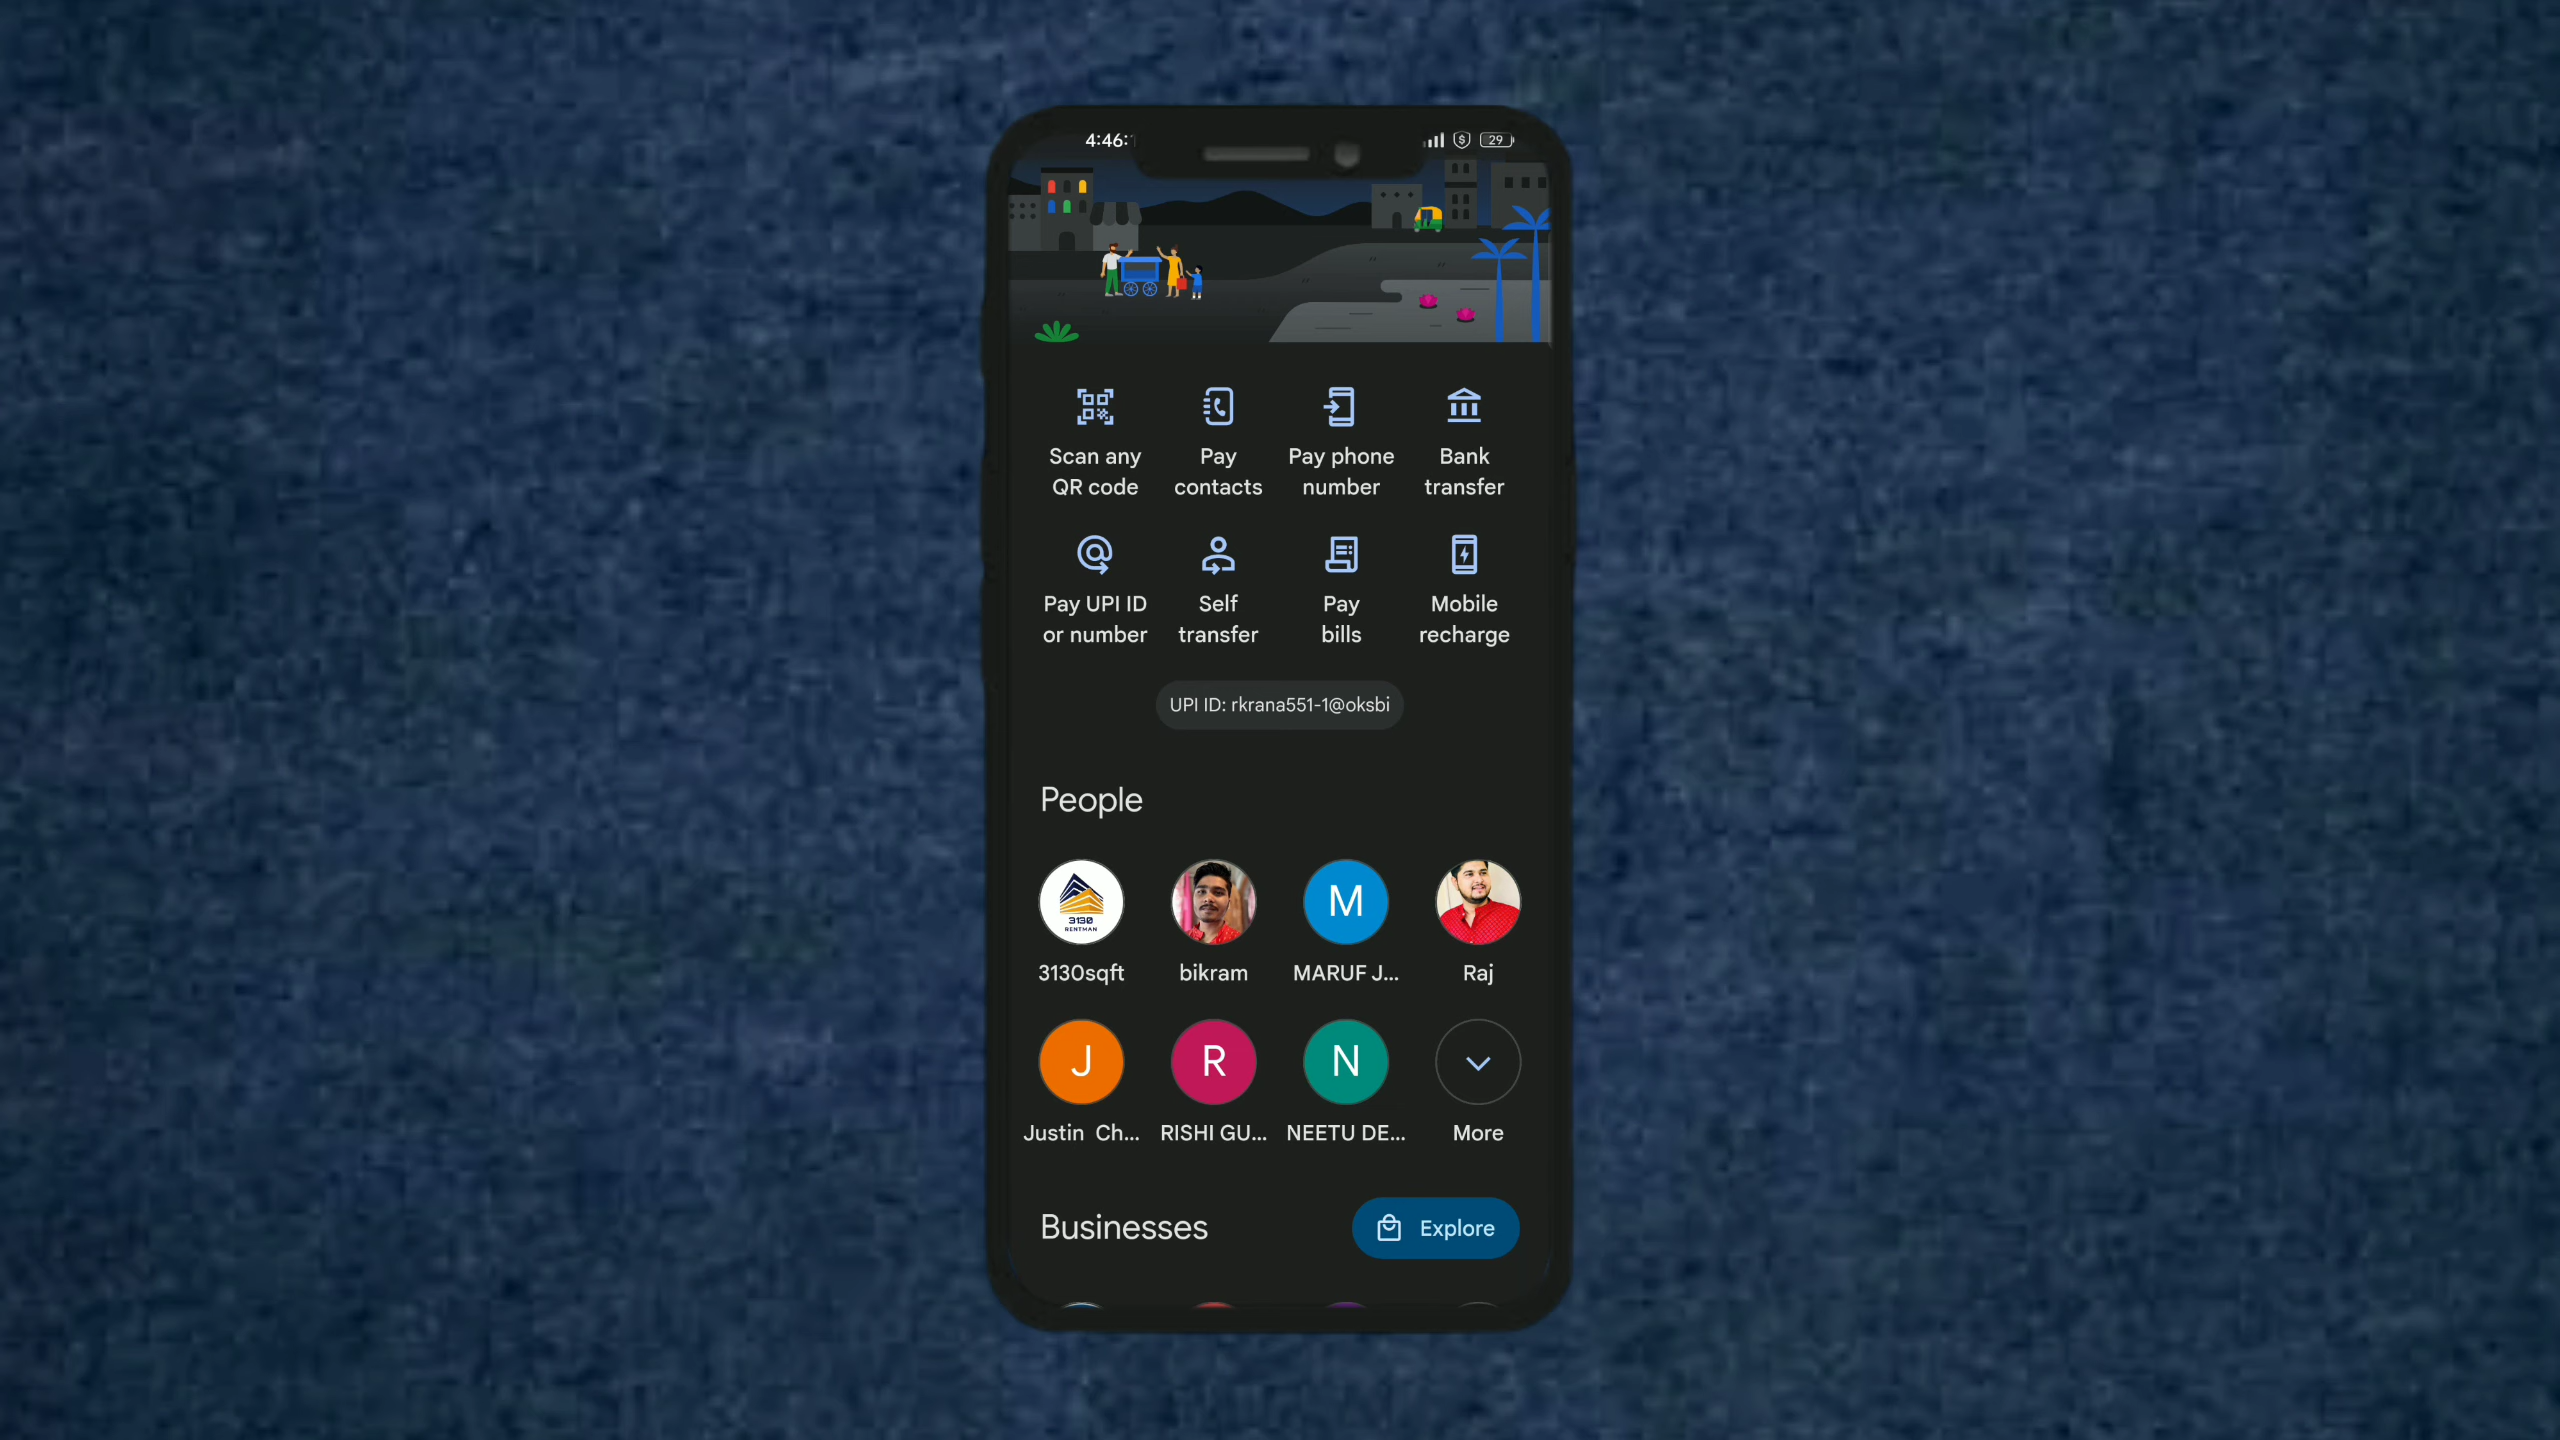 4:46:
29
Scan any
QR code
Pay
contacts
Pay phone
number
Bank
transfer
Pay UPI ID
or number
Self
transfer
Pay
bills
Mobile
recharge
UPI ID: rkrana551-1@oksbi
People
3130
RENTMAN
3130sqft
bikram
M
MARUF J...
Raj
J
Justin Ch...
R
RISHI GU...
N
NEETU DE...
More
Businesses
Explore